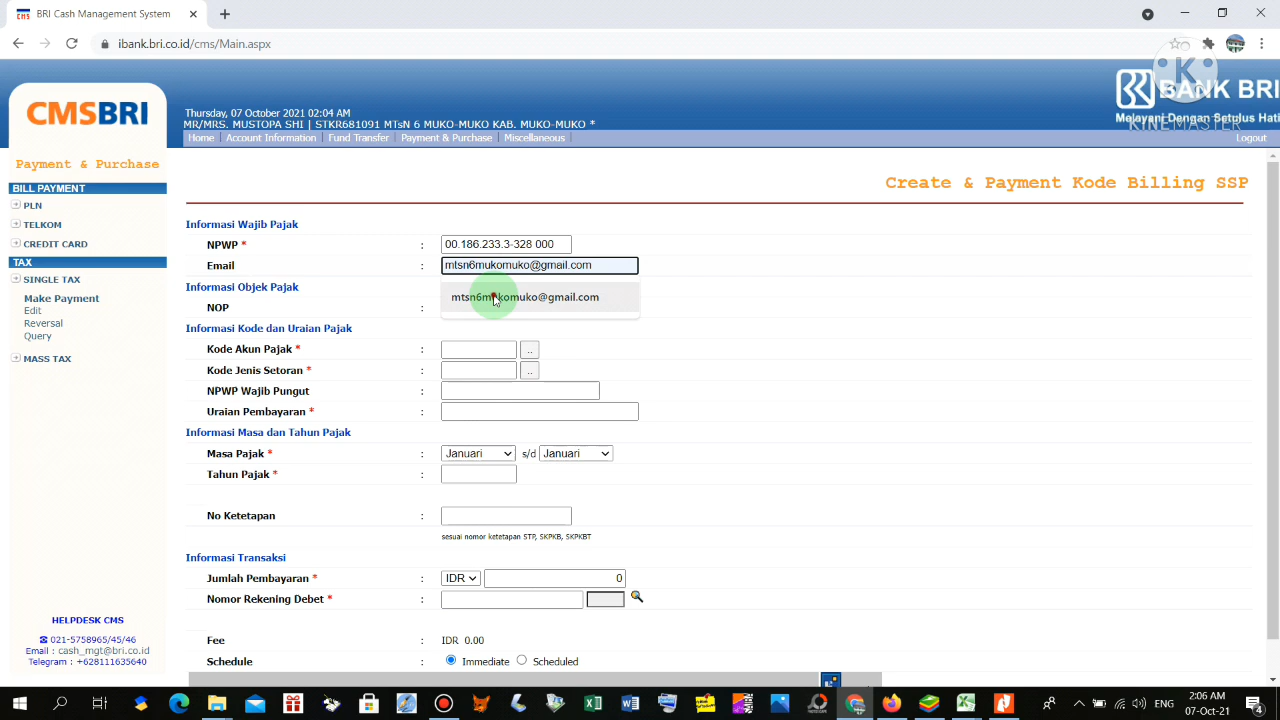 CMS BRI Cash Management System
ibank.bri.co.id/cms/Main.aspx
CMSBRI
BANK BRI
Melayani Dengan Setulus Hati
KINEMASTER
Thursday, 07 October 2021 02:04 AM
MR/MRS. MUSTOPA SHI | STKR681091 MTsN 6 MUKO-MUKO KAB. MUKO-MUKO *
Home Account Information Fund Transfer Payment & Purchase Miscellaneous Logout
Payment & Purchase
BILL PAYMENT
PLN
TELKOM
CREDIT CARD
TAX
SINGLE TAX
Make Payment
Edit
Reversal
Query
MASS TAX
HELPDESK CMS
☎ 021-5758965/45/46
Email : cash_mgt@bri.co.id
Telegram : +628111635640
Create & Payment Kode Billing SSP
Informasi Wajib Pajak
NPWP * : 00.186.233.3-328 000
Email : mtsn6mukomuko@gmail.com
mtsn6mukomuko@gmail.com
Informasi Objek Pajak
NOP :
Informasi Kode dan Uraian Pajak
Kode Akun Pajak * : ..
Kode Jenis Setoran * : ..
NPWP Wajib Pungut :
Uraian Pembayaran * :
Informasi Masa dan Tahun Pajak
Masa Pajak * : Januari s/d Januari
Tahun Pajak * :
No Ketetapan :
sesuai nomor ketetapan STP, SKPKB, SKPKBT
Informasi Transaksi
Jumlah Pembayaran * : IDR 0
Nomor Rekening Debet * :
Fee : IDR 0.00
Schedule : Immediate Scheduled
ENG
2:06 AM
07-Oct-21
4